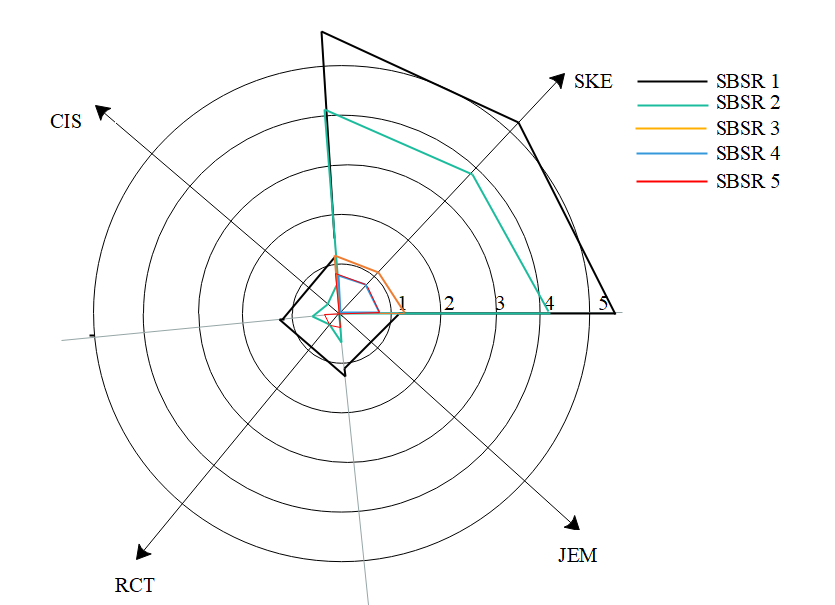 SKE
SBSR 1
SBSR 2
CIS
SBSR 3
SBSR 4
SBSR 5
1 2 3 4 5
JEM
RCT